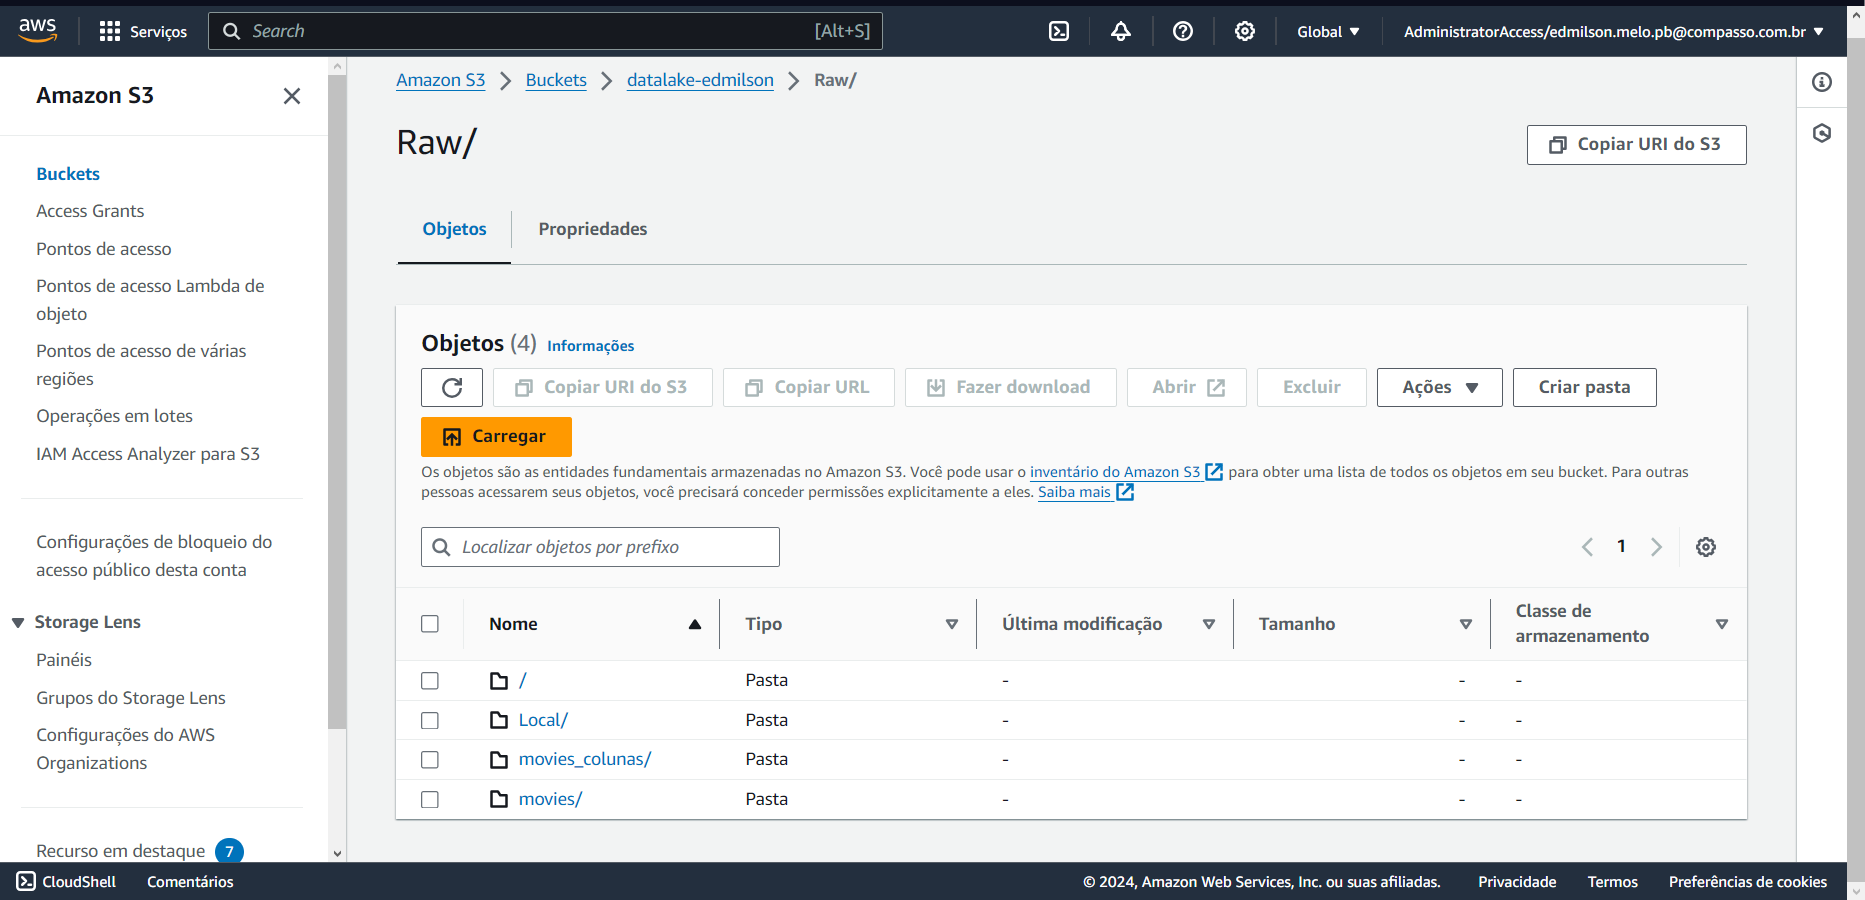 aws
Serviços
Search
[Alt+S]
Global
AdministratorAccess/edmilson.melo.pb@compasso.com.br
Amazon S3
Buckets
Access Grants
Pontos de acesso
Pontos de acesso Lambda de
objeto
Pontos de acesso de várias
regiões
Operações em lotes
IAM Access Analyzer para S3
Configurações de bloqueio do
acesso público desta conta
Storage Lens
Painéis
Grupos do Storage Lens
Configurações do AWS
Organizations
Recurso em destaque 7
Amazon S3 > Buckets > datalake-edmilson > Raw/
Raw/
Copiar URI do S3
Objetos
Propriedades
Objetos (4) Informações
Copiar URI do S3
Copiar URL
Fazer download
Abrir
Excluir
Ações
Criar pasta
Carregar
Os objetos são as entidades fundamentais armazenadas no Amazon S3. Você pode usar o inventário do Amazon S3 para obter uma lista de todos os objetos em seu bucket. Para outras
pessoas acessarem seus objetos, você precisará conceder permissões explicitamente a eles. Saiba mais
Localizar objetos por prefixo
1
Nome
Tipo
Última modificação
Tamanho
Classe de
armazenamento
/ Pasta - - -
Local/ Pasta - - -
movies_colunas/ Pasta - - -
movies/ Pasta - - -
CloudShell
Comentários
© 2024, Amazon Web Services, Inc. ou suas afiliadas.
Privacidade
Termos
Preferências de cookies